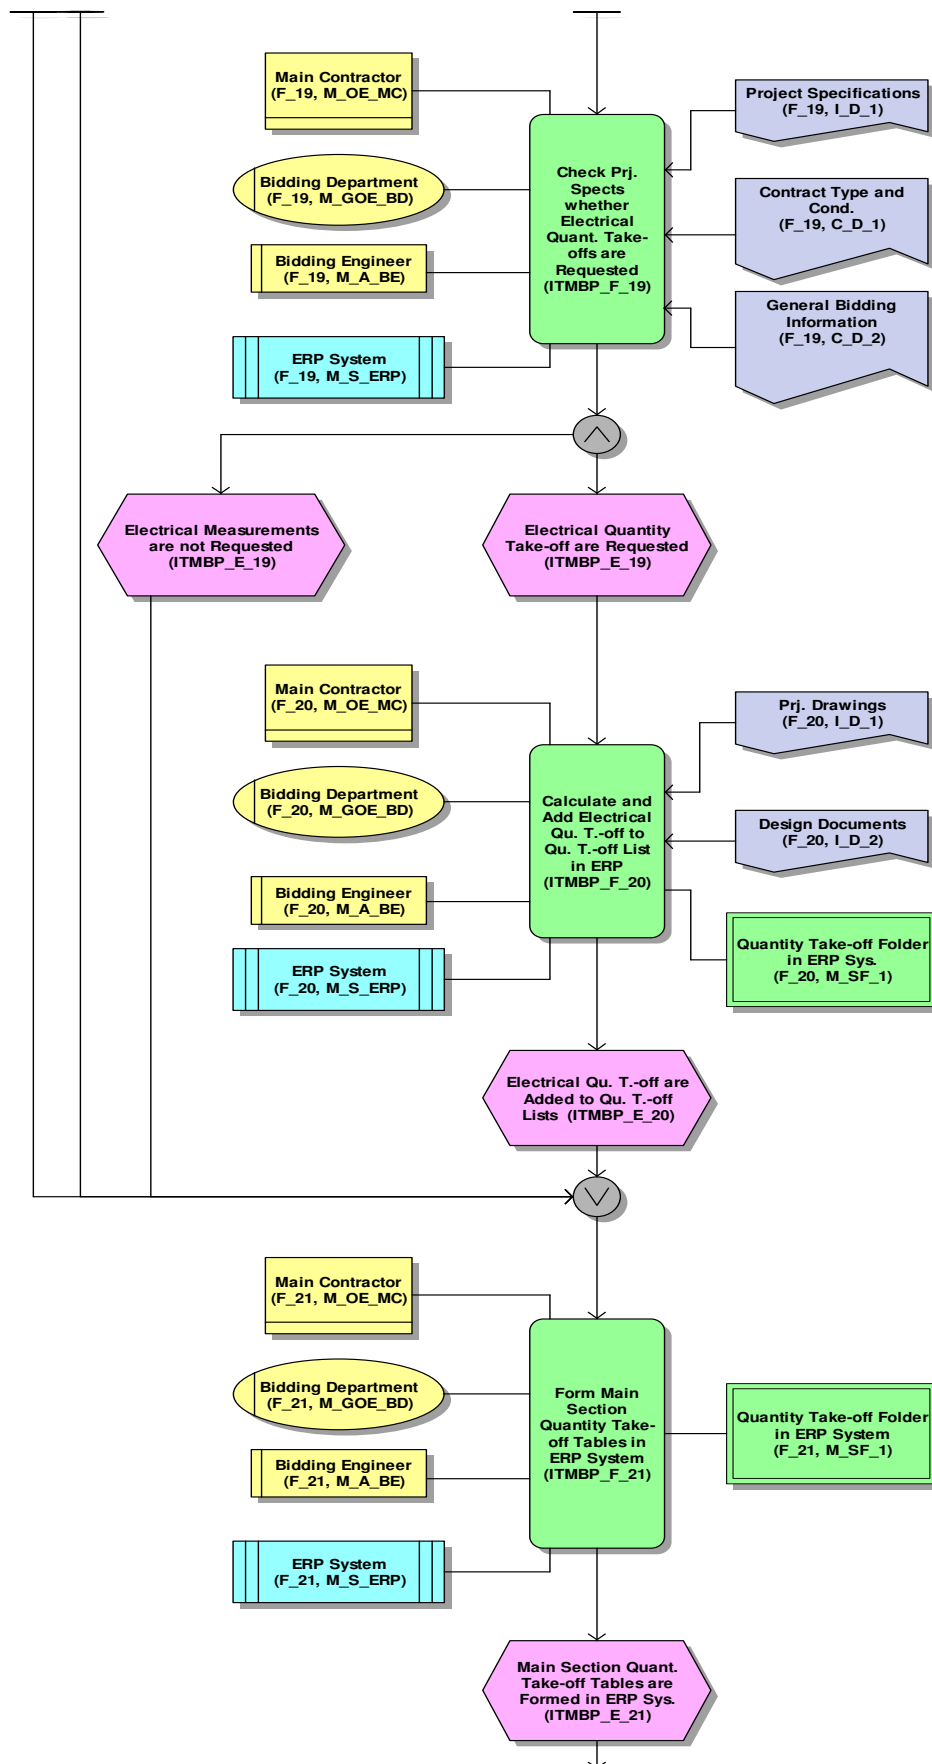 Main Contractor
(F_19, M_OE_MC)
Project Specifications
(F_19, I_D_1)
Check Prj.
Spects
whether
Electrical
Quant. Take-
offs are
Requested
(ITMBP_F_19)
Bidding Department
(F_19, M_GOE_BD)
Contract Type and
Cond.
(F_19, C_D_1)
Bidding Engineer
(F_19, M_A_BE)
General Bidding
Information
(F_19, C_D_2)
ERP System
(F_19, M_S_ERP)
Electrical Measurements
are not Requested
(ITMBP_E_19)
Electrical Quantity
Take-off are Requested
(ITMBP_E_19)
Main Contractor
(F_20, M_OE_MC)
Prj. Drawings
(F_20, I_D_1)
Bidding Department
(F_20, M_GOE_BD)
Calculate and
Add Electrical
Qu. T.-off to
Qu. T.-off List
in ERP
(ITMBP_F_20)
Design Documents
(F_20, I_D_2)
Bidding Engineer
(F_20, M_A_BE)
Quantity Take-off Folder
in ERP Sys.
(F_20, M_SF_1)
ERP System
(F_20, M_S_ERP)
Electrical Qu. T.-off are
Added to Qu. T.-off
Lists (ITMBP_E_20)
Main Contractor
(F_21, M_OE_MC)
Bidding Department
(F_21, M_GOE_BD)
Form Main
Section
Quantity Take-
off Tables in
ERP System
(ITMBP_F_21)
Quantity Take-off Folder
in ERP System
(F_21, M_SF_1)
Bidding Engineer
(F_21, M_A_BE)
ERP System
(F_21, M_S_ERP)
Main Section Quant.
Take-off Tables are
Formed in ERP Sys.
(ITMBP_E_21)